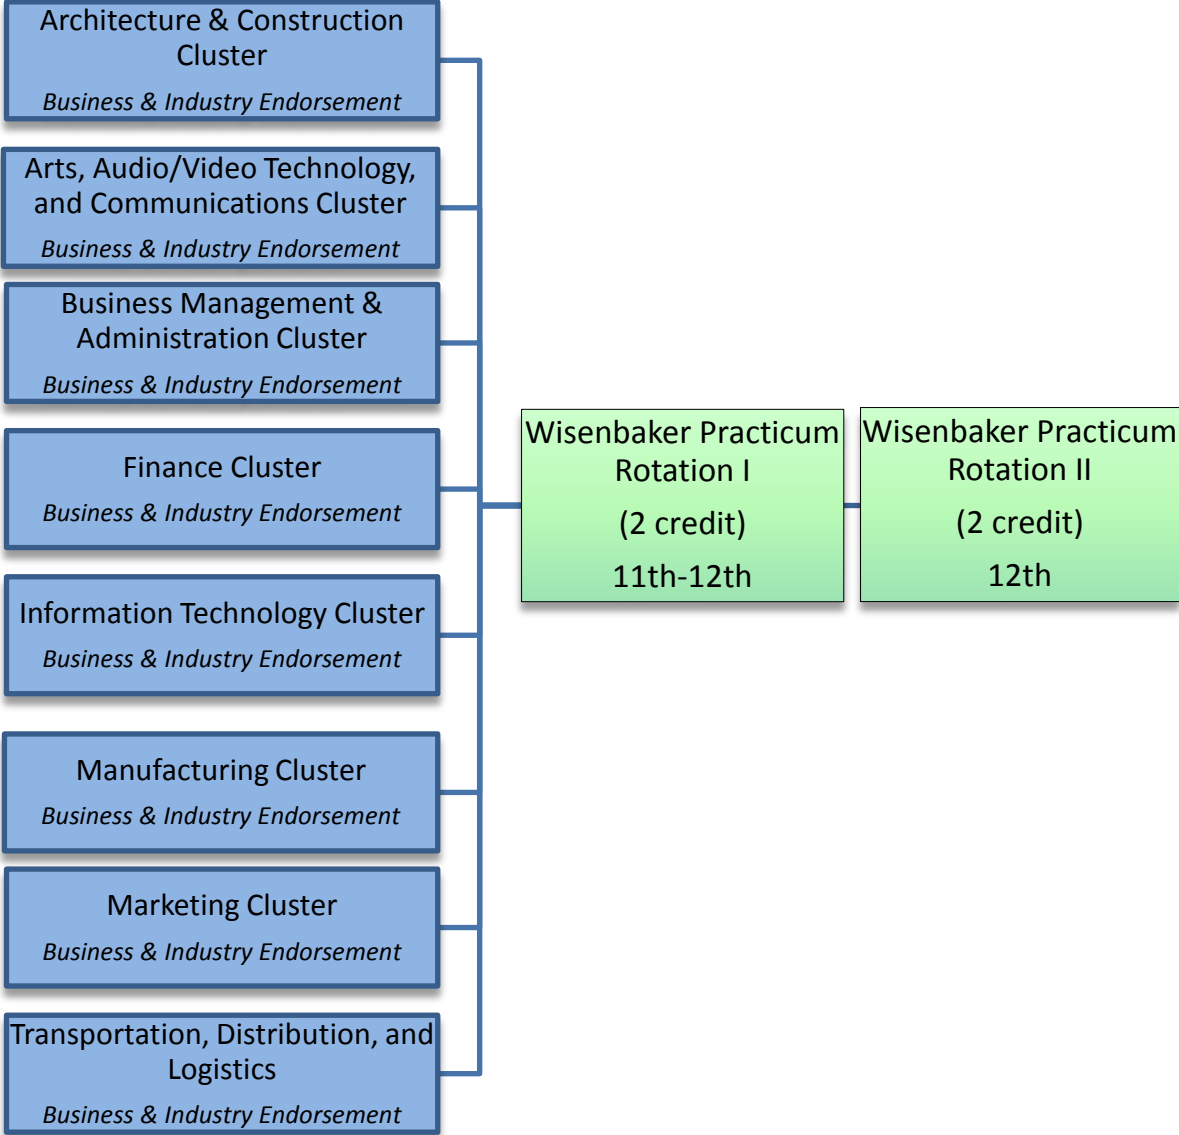 Architecture & Construction
Cluster
Business & Industry Endorsement
Arts, Audio/Video Technology,
and Communications Cluster
Business & Industry Endorsement
Business Management &
Administration Cluster
Business & Industry Endorsement
Finance Cluster
Business & Industry Endorsement
Information Technology Cluster
Business & Industry Endorsement
Manufacturing Cluster
Business & Industry Endorsement
Marketing Cluster
Business & Industry Endorsement
Transportation, Distribution, and
Logistics
Business & Industry Endorsement
Wisenbaker Practicum
Rotation I
(2 credit)
11th-12th
Wisenbaker Practicum
Rotation II
(2 credit)
12th